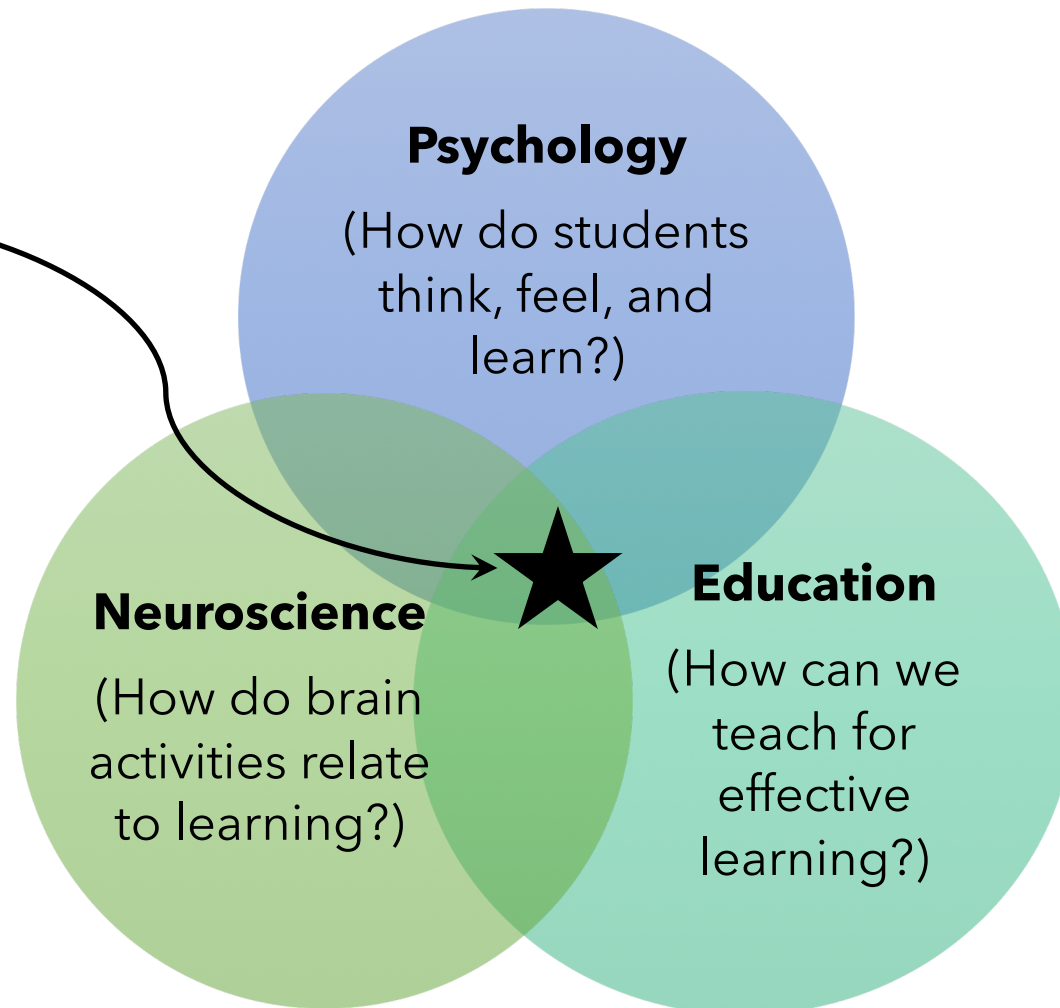 Psychology
(How do students
think, feel, and
learn?)
Neuroscience
(How do brain
activities relate
to learning?)
Education
(How can we
teach for
effective
learning?)